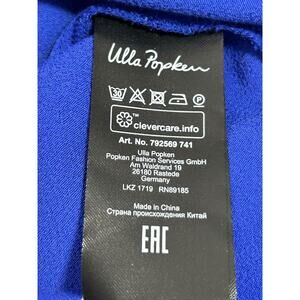 Ulla Popken
30 P
™ clevercare.info
Art. No. 792569 741
Ulla Popken
Popken Fashion Services GmbH
Am Waldrand 19
26180 Rastede
Germany
LKZ 1719 RN89185
Made in China
Страна происхождения Китай
EAC